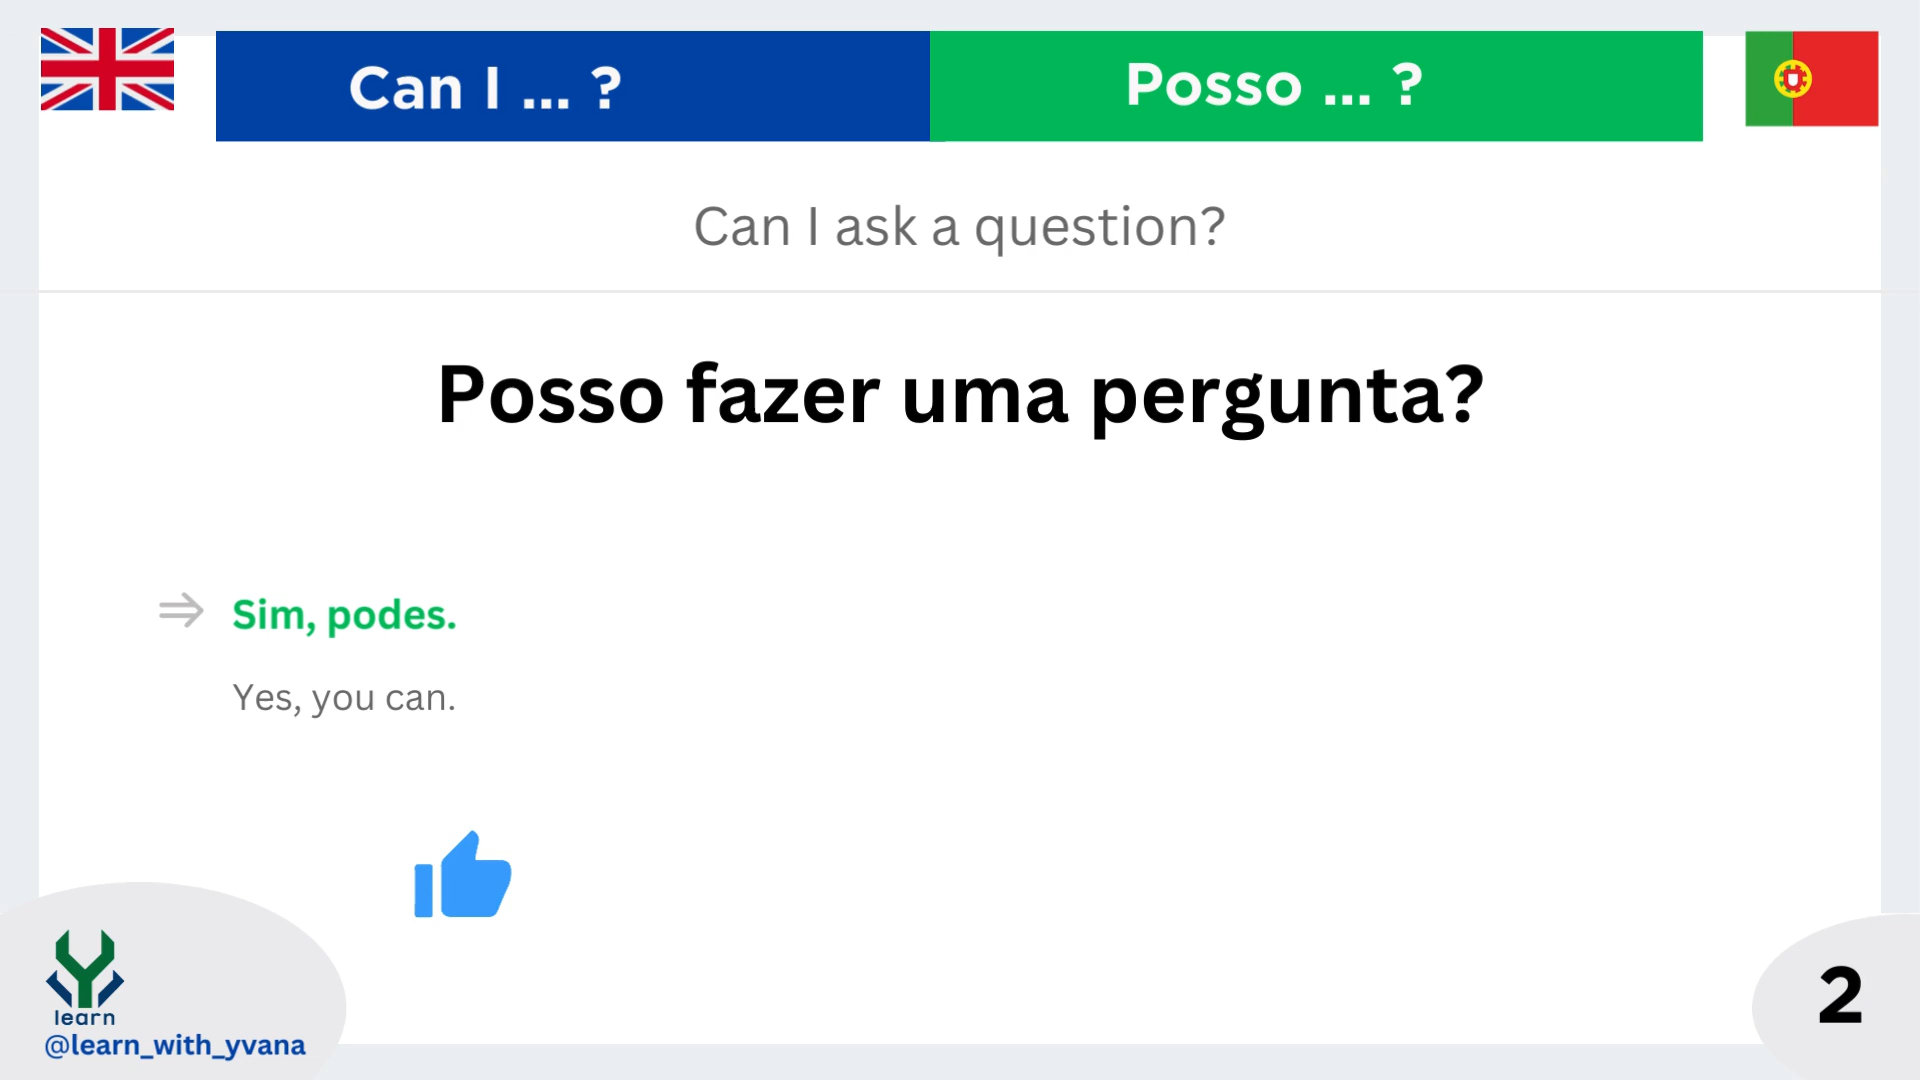 Can I ... ?
Posso ... ?
Can I ask a question?
Posso fazer uma pergunta?
⇒ Sim, podes.
Yes, you can.
learn
@learn_with_yvana
2